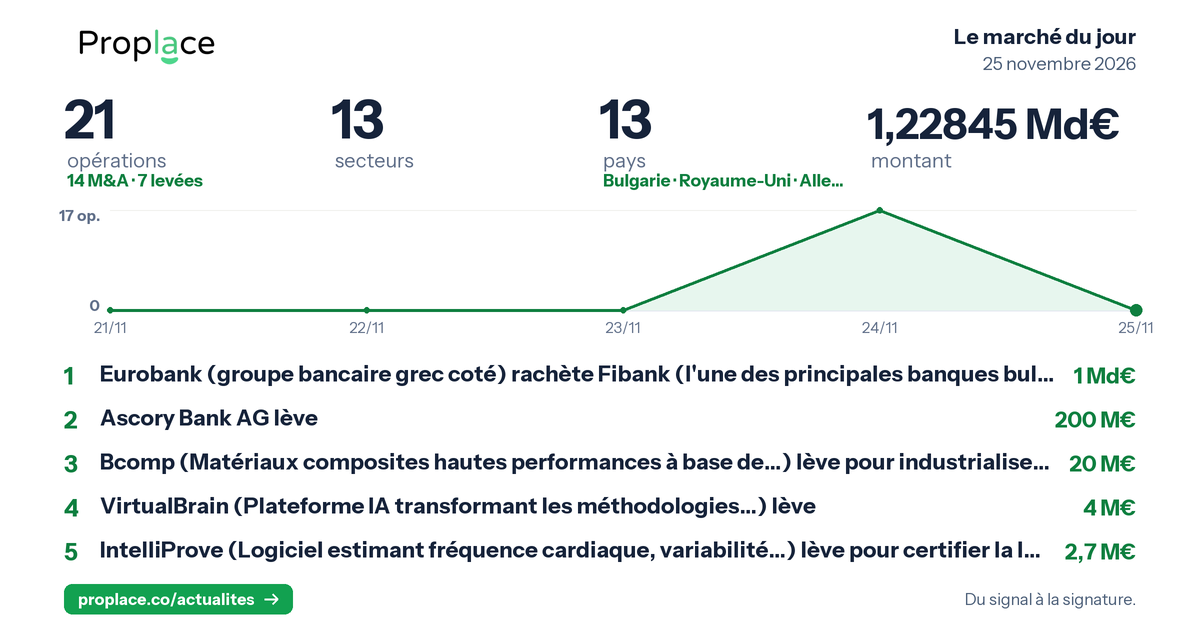 Proplace
Le marché du jour
25 novembre 2026
21
opérations
14 M&A · 7 levées
13
secteurs
13
pays
Bulgarie · Royaume-Uni · Alle...
1,22845 Md€
montant
17 op.
0
21/11
22/11
23/11
24/11
25/11
1 Eurobank (groupe bancaire grec coté) rachète Fibank (l'une des principales banques bul... 1 Md€
2 Ascory Bank AG lève 200 M€
3 Bcomp (Matériaux composites hautes performances à base de...) lève pour industrialise... 20 M€
4 VirtualBrain (Plateforme IA transformant les méthodologies...) lève 4 M€
5 IntelliProve (Logiciel estimant fréquence cardiaque, variabilité...) lève pour certifier la l... 2,7 M€
proplace.co/actualites →
Du signal à la signature.